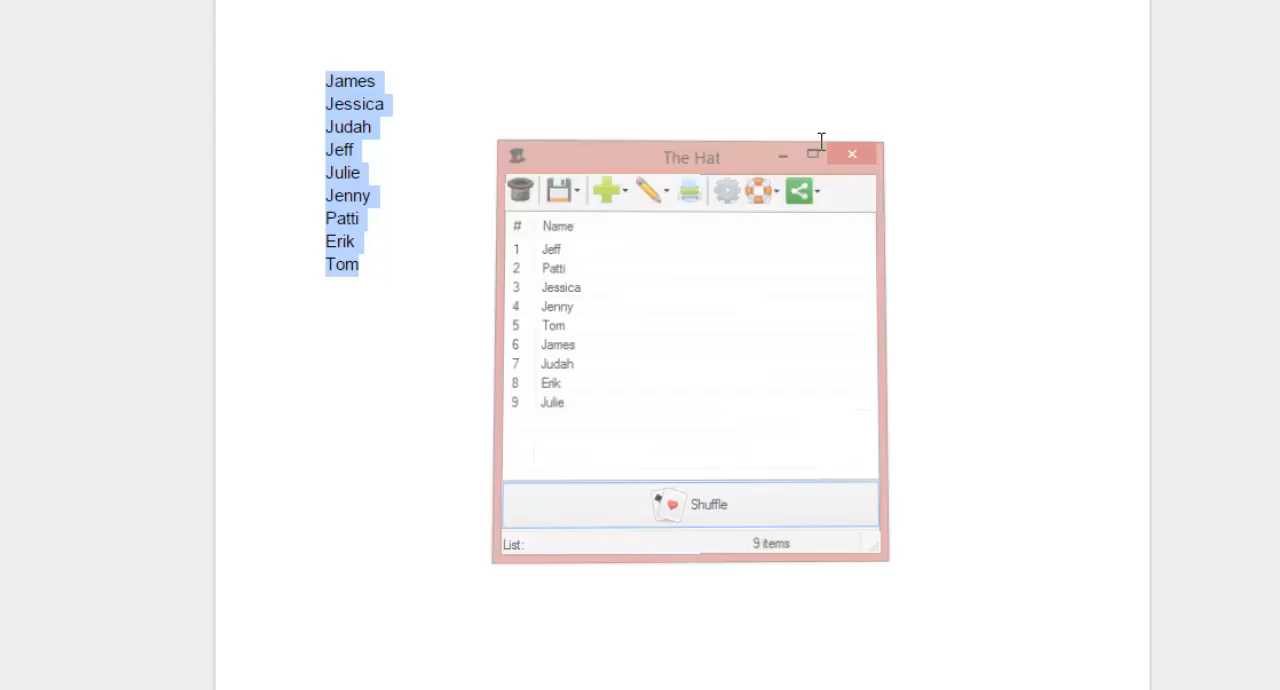 James
Jessica
Judah
Jeff
Julie
Jenny
Patti
Erik
Tom
The Hat
# Name
1 Jeff
2 Patti
3 Jessica
4 Jenny
5 Tom
6 James
7 Judah
8 Erik
9 Julie
Shuffle
List: 9 items